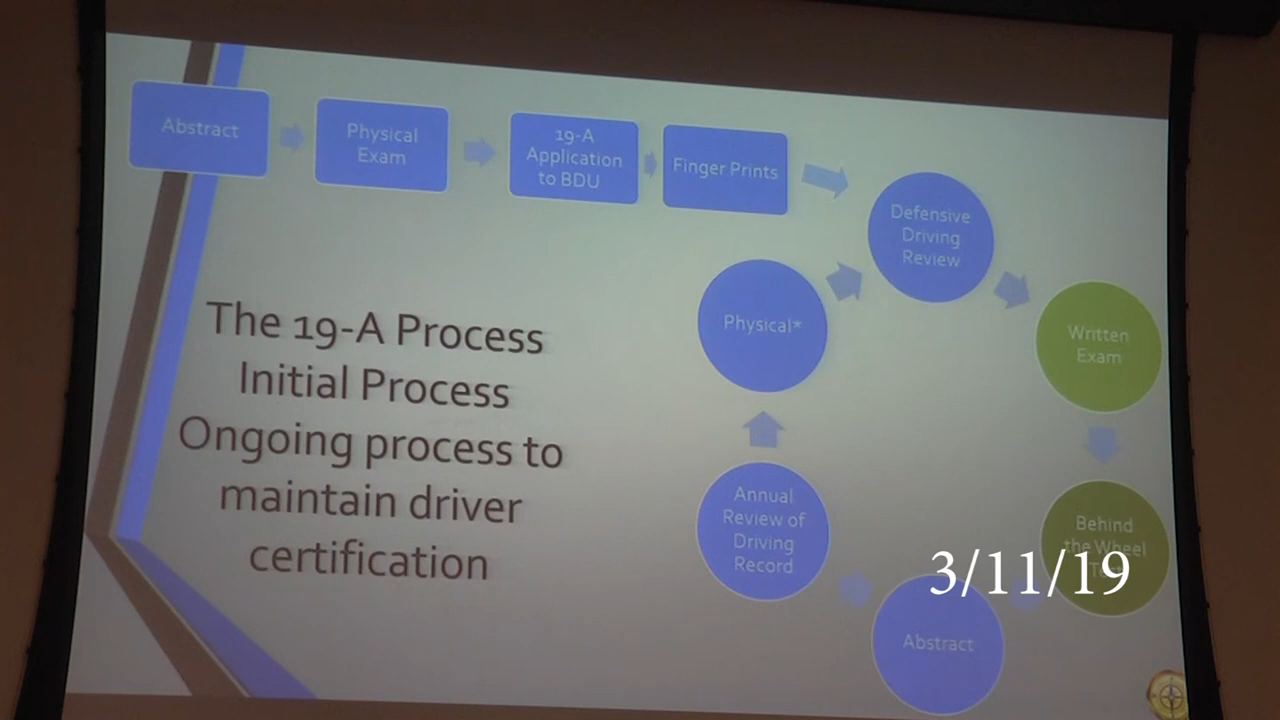 Abstract
Physical
Exam
19-A
Application
to BDU
Finger Prints
Defensive
Driving
Review
Physical*
Written
Exam
The 19-A Process
Initial Process
Ongoing process to
maintain driver
certification
Annual
Review of
Driving
Record
Behind
the Wheel
3/11/19
Abstract